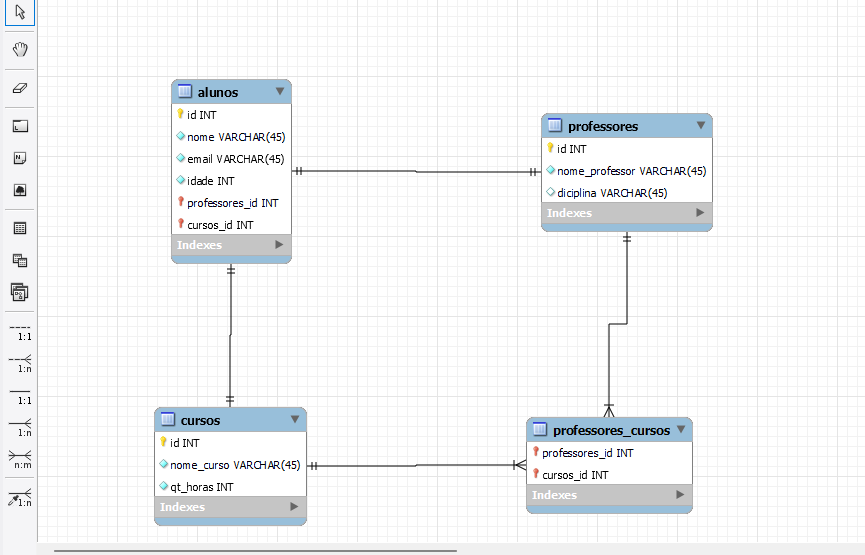 alunos
id INT
nome VARCHAR(45)
email VARCHAR(45)
idade INT
professores_id INT
cursos_id INT
Indexes
professores
id INT
nome_professor VARCHAR(45)
diciplina VARCHAR(45)
Indexes
cursos
id INT
nome_curso VARCHAR(45)
qt_horas INT
Indexes
professores_cursos
professores_id INT
cursos_id INT
Indexes
1:1
1:n
1:1
1:n
n:m
1:n